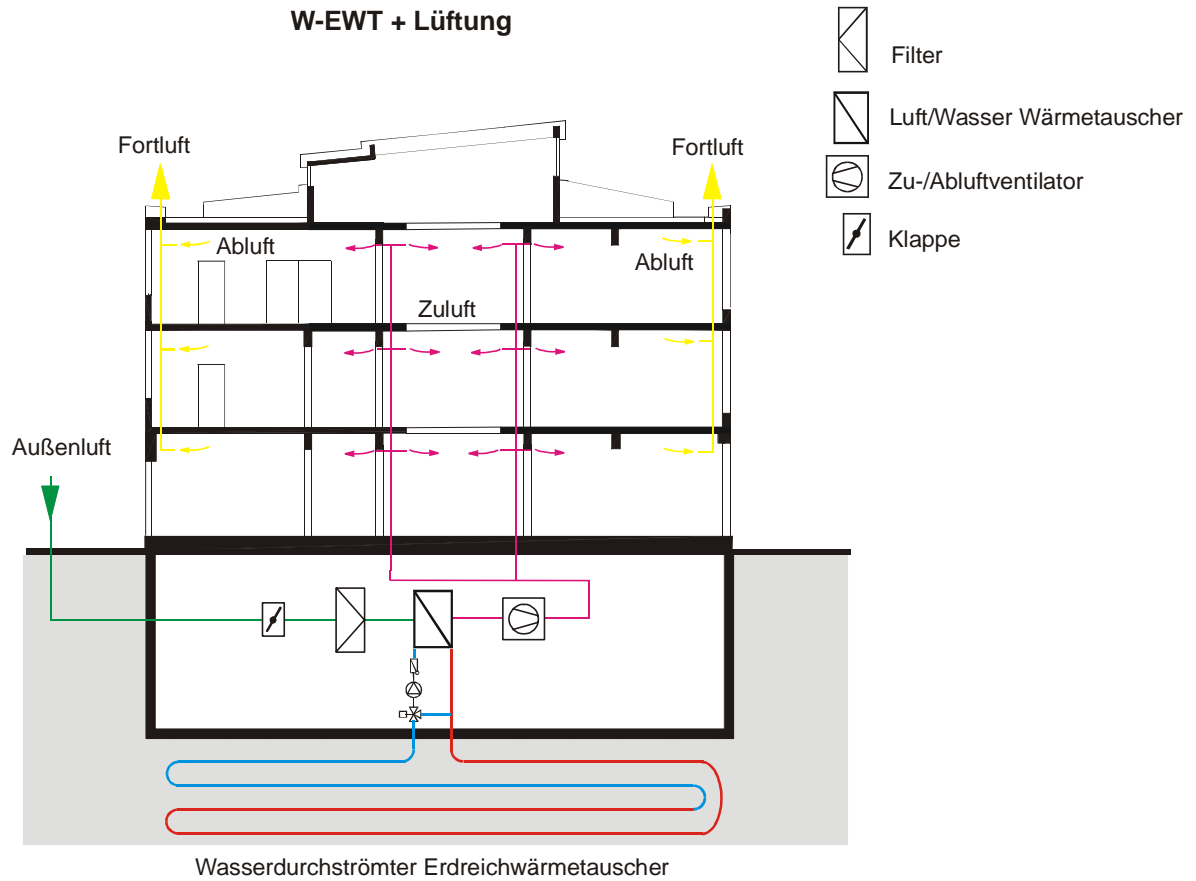 W-EWT + Lüftung
Filter
Luft/Wasser Wärmetauscher
Zu-/Abluftventilator
Klappe
Fortluft
Fortluft
Abluft
Abluft
Zuluft
Außenluft
Wasserdurchströmter Erdreichwärmetauscher